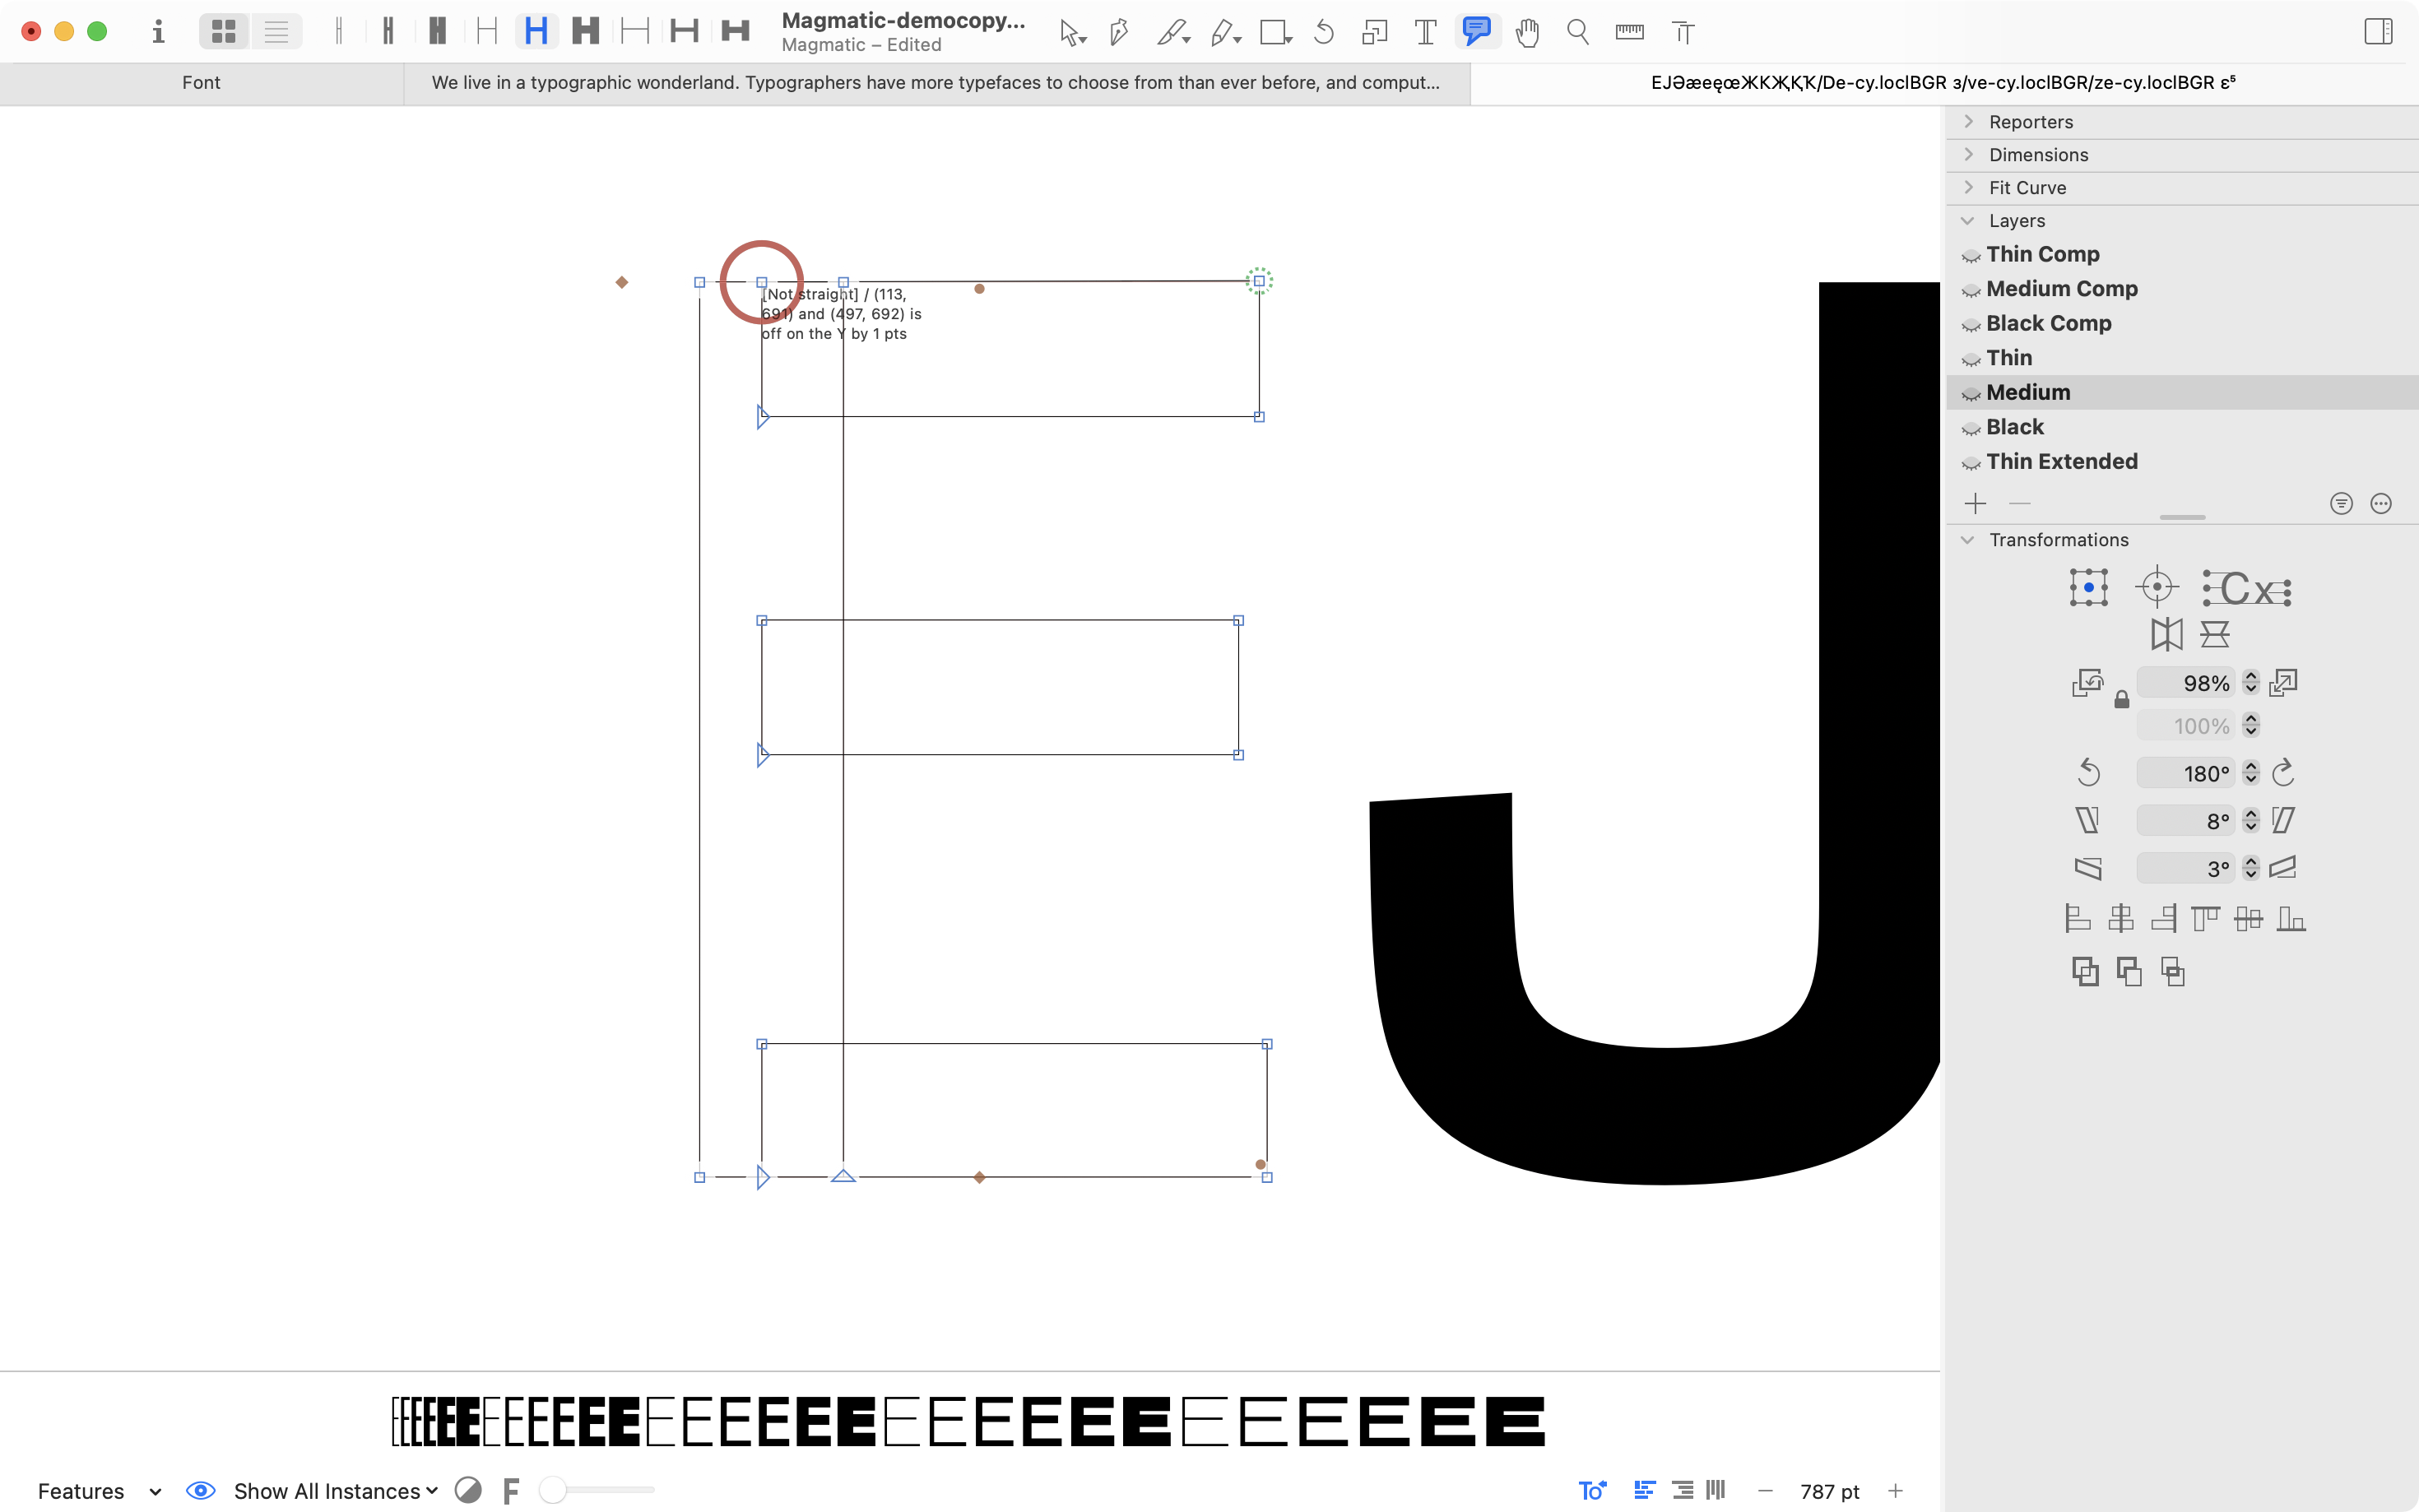 Magmatic-democopy...
Magmatic – Edited
Font
We live in a typographic wonderland. Typographers have more typefaces to choose from than ever before, and comput...
EJƏæeęœЖКҖҚҠ/De-cy.loclBGR з/ve-cy.loclBGR/ze-cy.loclBGR ε⁵
Reporters
Dimensions
Fit Curve
Layers
Thin Comp
Medium Comp
Black Comp
Thin
Medium
Black
Thin Extended
Transformations
98%
100%
180°
8°
3°
[Not straight] / (113,
691) and (497, 692) is
off on the Y by 1 pts
J
EEEEEEEEEEEEEEEEEEEEEEEEEEEEEE
Features
Show All Instances
F
787 pt